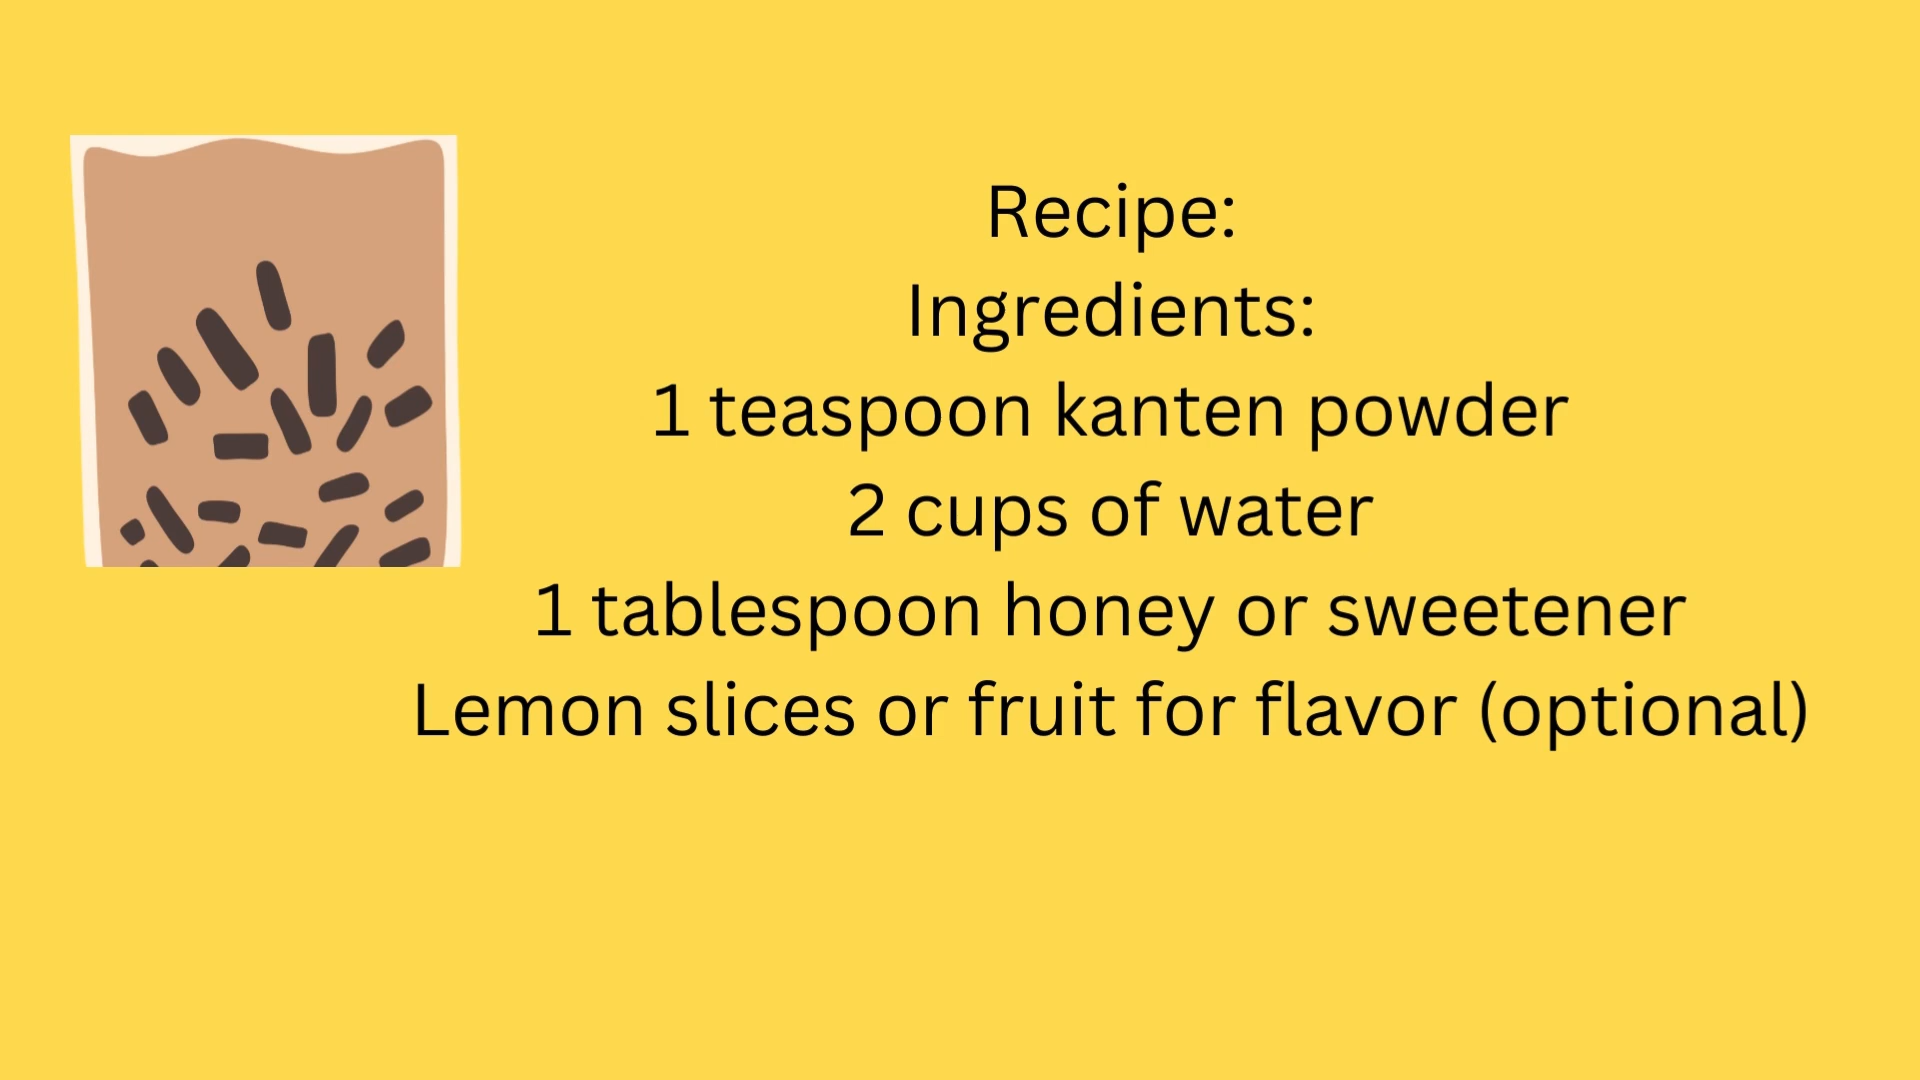 Recipe:
Ingredients:
1 teaspoon kanten powder
2 cups of water
1 tablespoon honey or sweetener
Lemon slices or fruit for flavor (optional)